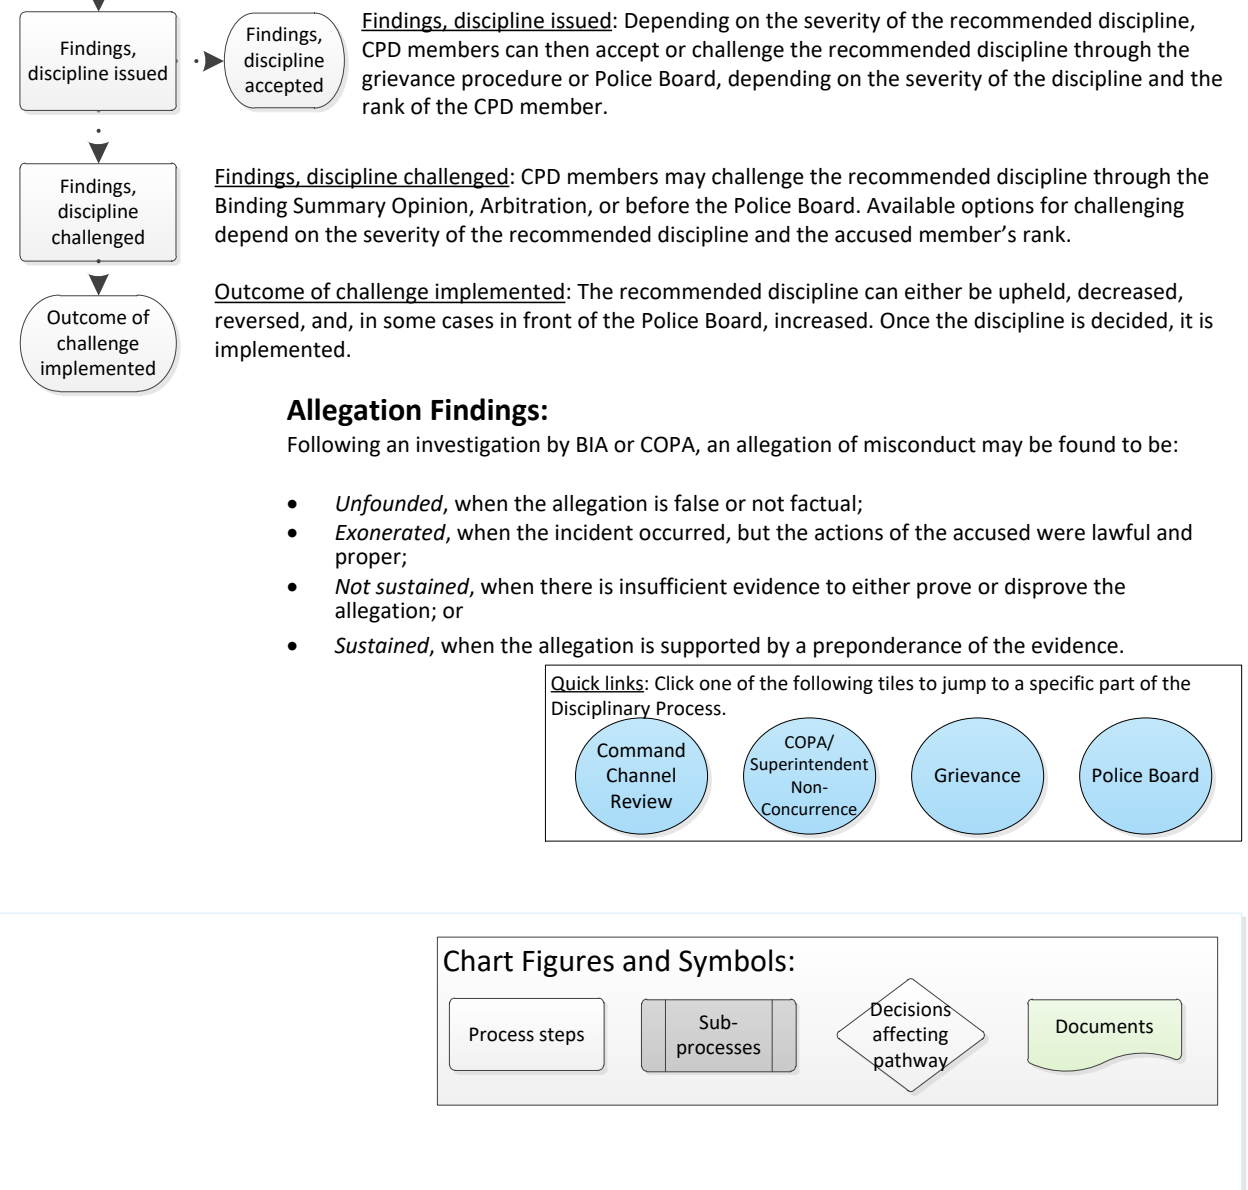 Findings,
discipline issued
Findings,
discipline
accepted
Findings, discipline issued: Depending on the severity of the recommended discipline,
CPD members can then accept or challenge the recommended discipline through the
grievance procedure or Police Board, depending on the severity of the discipline and the
rank of the CPD member.
Findings,
discipline
challenged
Findings, discipline challenged: CPD members may challenge the recommended discipline through the
Binding Summary Opinion, Arbitration, or before the Police Board. Available options for challenging
depend on the severity of the recommended discipline and the accused member’s rank.
Outcome of
challenge
implemented
Outcome of challenge implemented: The recommended discipline can either be upheld, decreased,
reversed, and, in some cases in front of the Police Board, increased. Once the discipline is decided, it is
implemented.
Allegation Findings:
Following an investigation by BIA or COPA, an allegation of misconduct may be found to be:
• Unfounded, when the allegation is false or not factual;
• Exonerated, when the incident occurred, but the actions of the accused were lawful and
proper;
• Not sustained, when there is insufficient evidence to either prove or disprove the
allegation; or
• Sustained, when the allegation is supported by a preponderance of the evidence.
Quick links: Click one of the following tiles to jump to a specific part of the
Disciplinary Process.
Command
Channel
Review
COPA/
Superintendent
Non-
Concurrence
Grievance
Police Board
Chart Figures and Symbols:
Process steps
Sub-
processes
Decisions
affecting
pathway
Documents